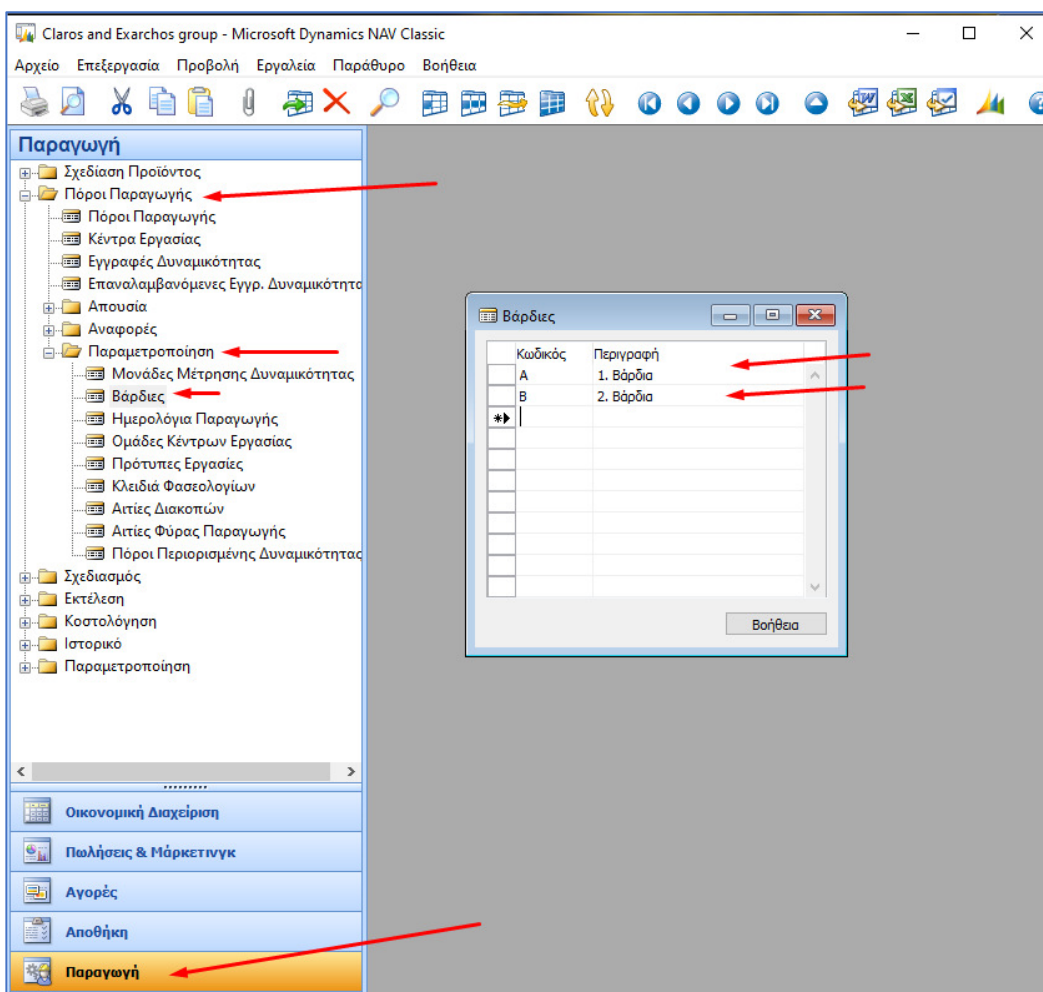 Claros and Exarchos group - Microsoft Dynamics NAV Classic
Αρχείο Επεξεργασία Προβολή Εργαλεία Παράθυρο Βοήθεια
Παραγωγή
Σχεδίαση Προϊόντος
Πόροι Παραγωγής
Πόροι Παραγωγής
Κέντρα Εργασίας
Εγγραφές Δυναμικότητας
Επαναλαμβανόμενες Εγγρ. Δυναμικότητα
Απουσία
Αναφορές
Παραμετροποίηση
Μονάδες Μέτρησης Δυναμικότητας
Βάρδιες
Ημερολόγια Παραγωγής
Ομάδες Κέντρων Εργασίας
Πρότυπες Εργασίες
Κλειδιά Φασεολογίων
Αιτίες Διακοπών
Αιτίες Φύρας Παραγωγής
Πόροι Περιορισμένης Δυναμικότητας
Σχεδιασμός
Εκτέλεση
Κοστολόγηση
Ιστορικό
Παραμετροποίηση
Οικονομική Διαχείριση
Πωλήσεις & Μάρκετινγκ
Αγορές
Αποθήκη
Παραγωγή
Βάρδιες
Κωδικός Περιγραφή
Α 1. Βάρδια
Β 2. Βάρδια
Βοήθεια